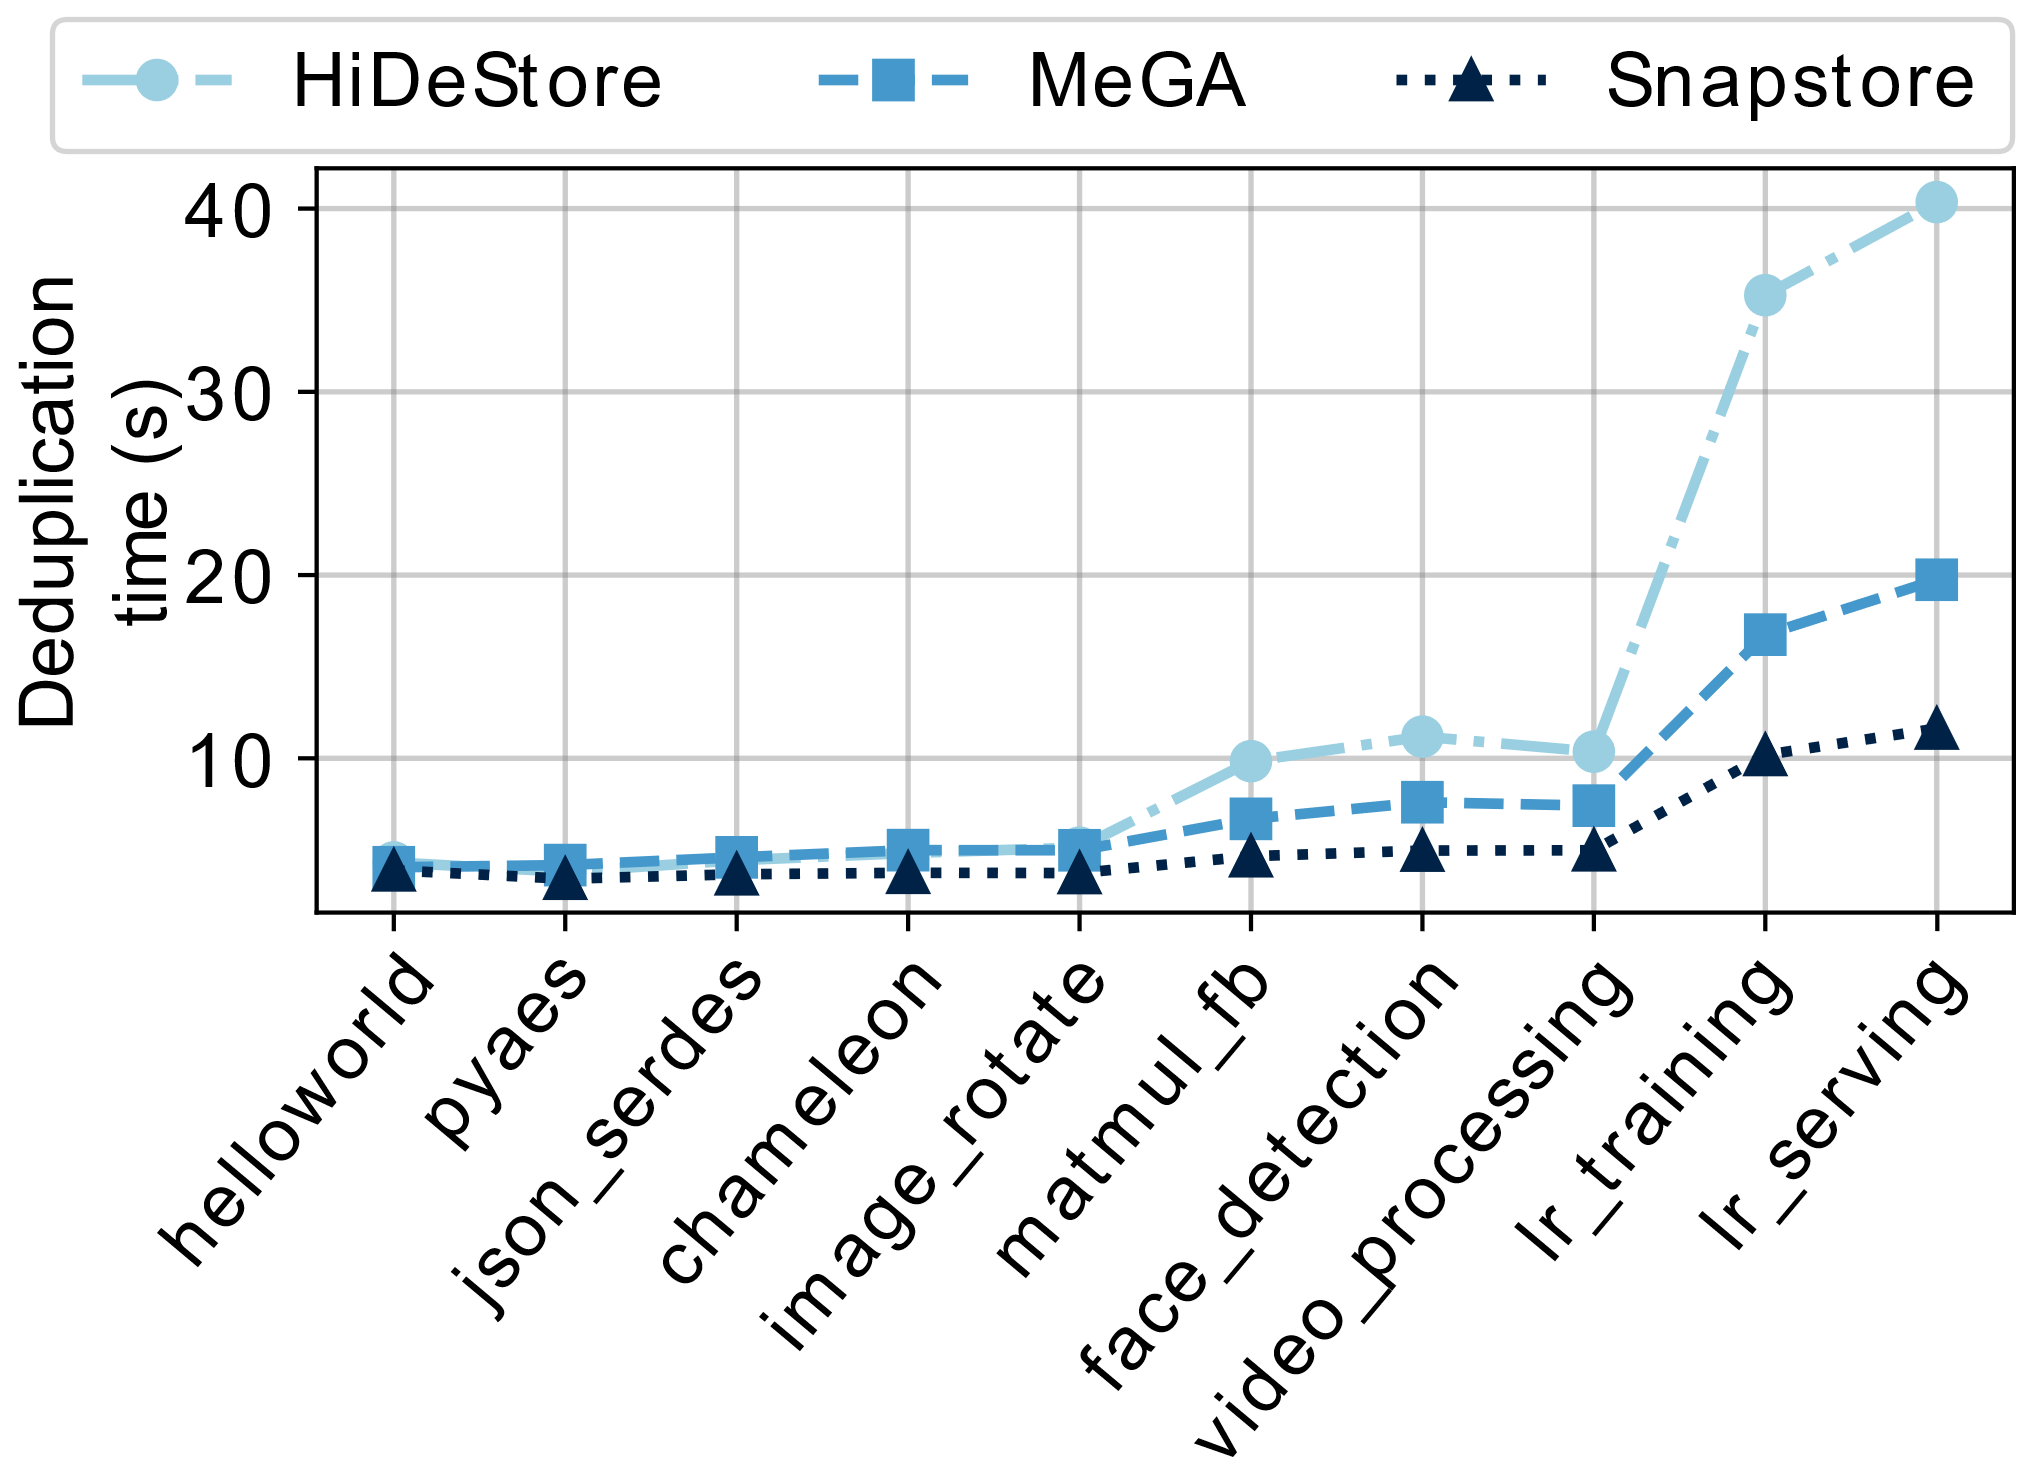 HiDeStore MeGA Snapstore
Deduplication
time (s)
40
30
20
10
helloworld
pyaes
json_serdes
chameleon
image_rotate
matmul_fb
face_detection
video_processing
lr_training
lr_serving